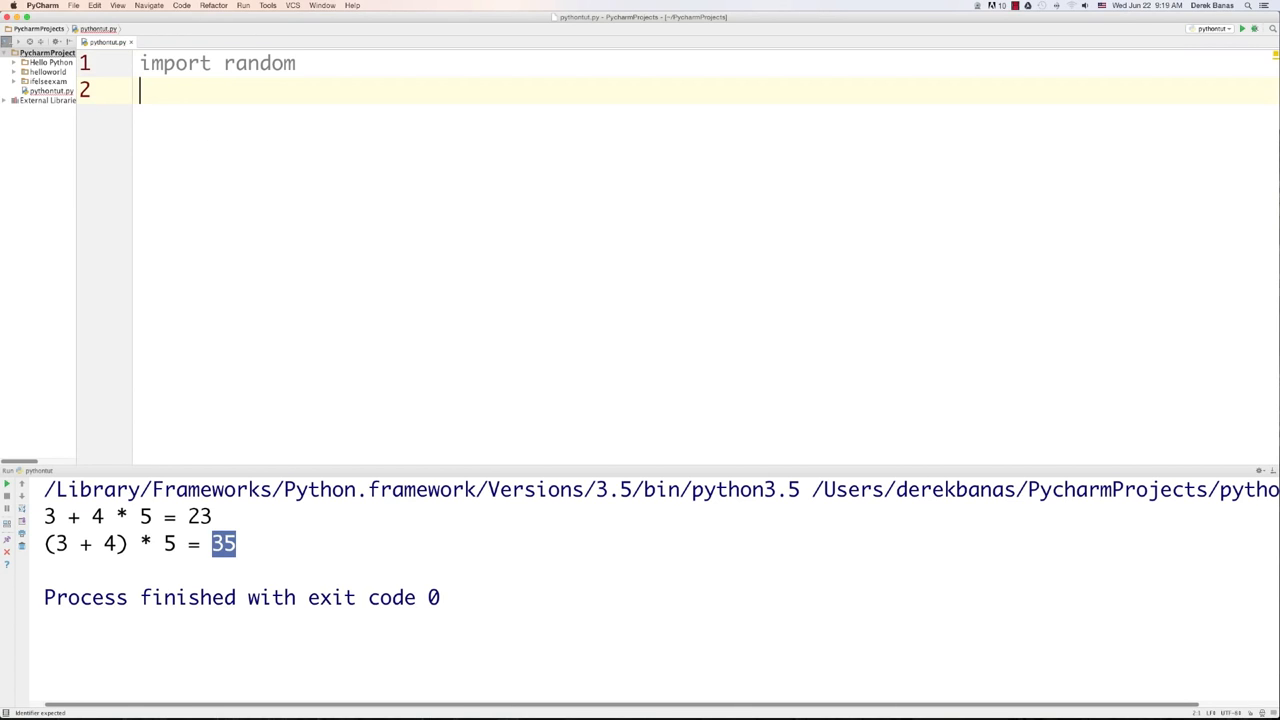 PyCharm File Edit View Navigate Code Refactor Run Tools VCS Window Help 10 Wed Jun 22 9:19 AM Derek Banas
pythontut.py - PycharmProjects - [~/PycharmProjects]
PycharmProjects pythontut.py pythontut
pythontut.py
PycharmProject
Hello Python
helloworld
ifelseexam
pythontut.py
External Librarie
1 import random
2
Run pythontut
/Library/Frameworks/Python.framework/Versions/3.5/bin/python3.5 /Users/derekbanas/PycharmProjects/pytho
3 + 4 * 5 = 23
(3 + 4) * 5 = 35
Process finished with exit code 0
Identifier expected 2:1 LF÷ UTF-8÷